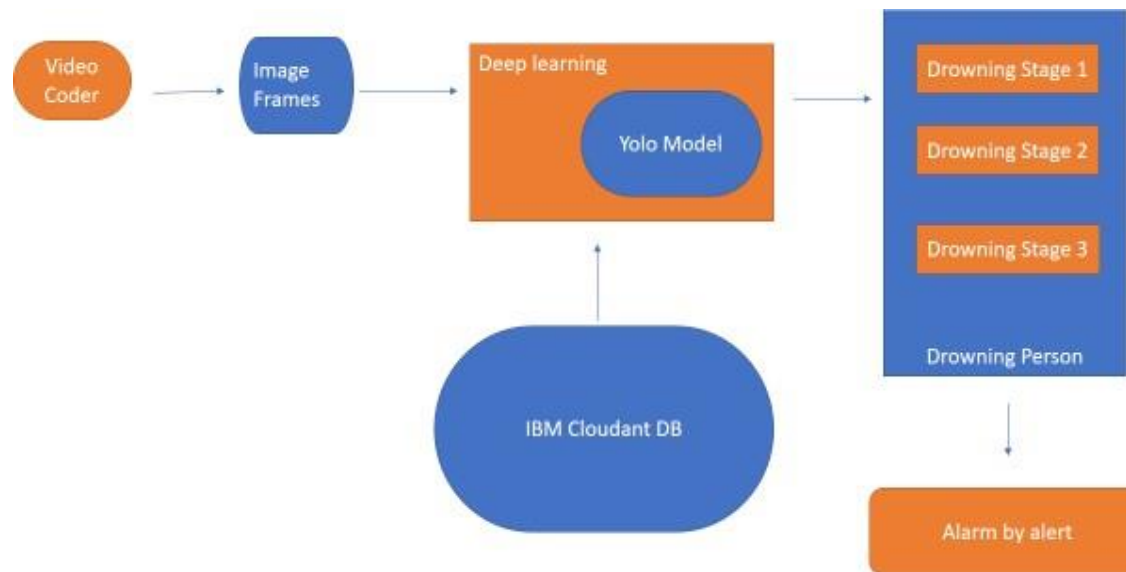 Video
Coder
Image
Frames
Deep learning
Yolo Model
Drowning Stage 1
Drowning Stage 2
Drowning Stage 3
Drowning Person
IBM Cloudant DB
Alarm by alert